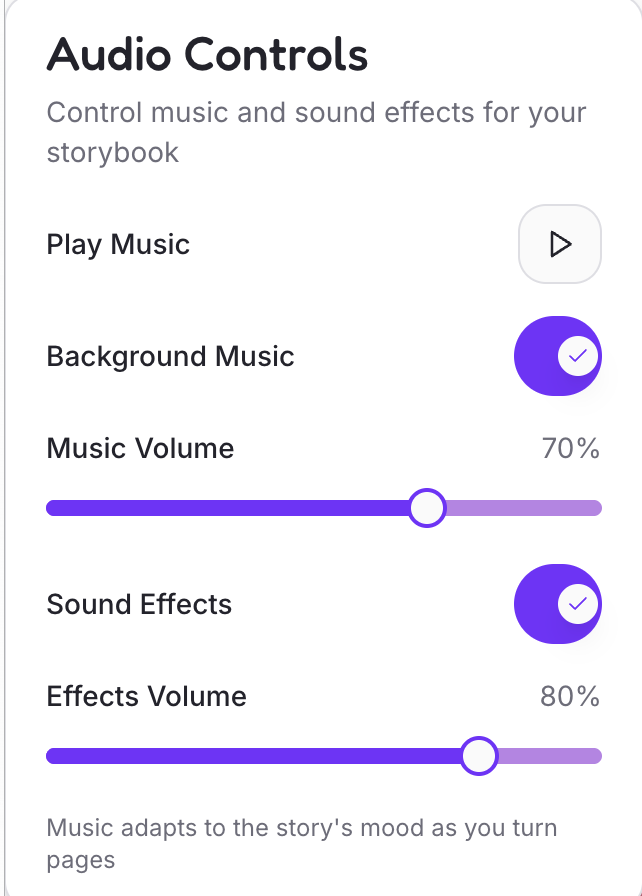 Audio Controls
Control music and sound effects for your
storybook
Play Music
Background Music
Music Volume 70%
Sound Effects
Effects Volume 80%
Music adapts to the story's mood as you turn
pages